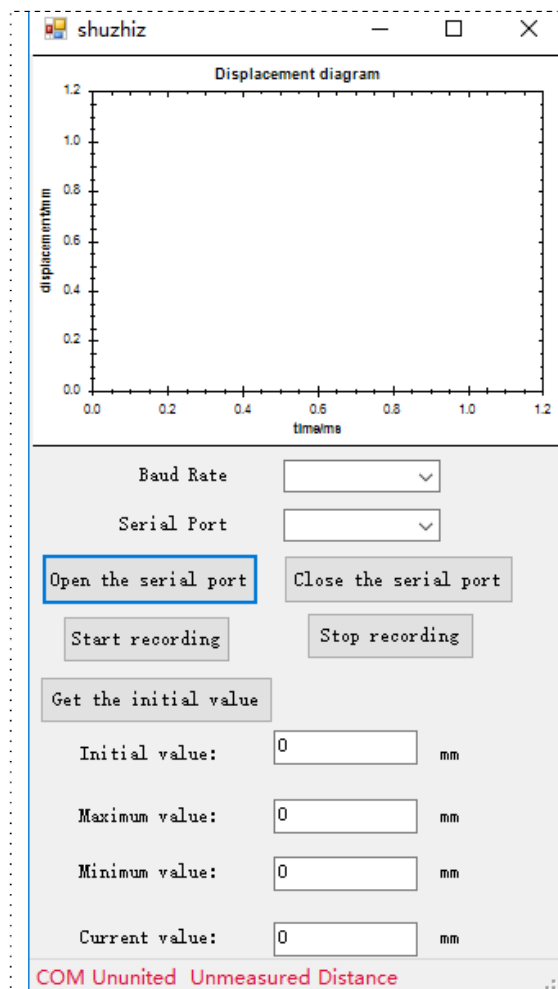 shuzhiz
Displacement diagram
1.2
1.0
0.8
0.6
0.4
0.2
0.0
displacement/mm
0.0 0.2 0.4 0.6 0.8 1.0 1.2
time/ms
Baud Rate
Serial Port
Open the serial port Close the serial port
Start recording Stop recording
Get the initial value
Initial value: 0 mm
Maximum value: 0 mm
Minimum value: 0 mm
Current value: 0 mm
COM Ununited Unmeasured Distance